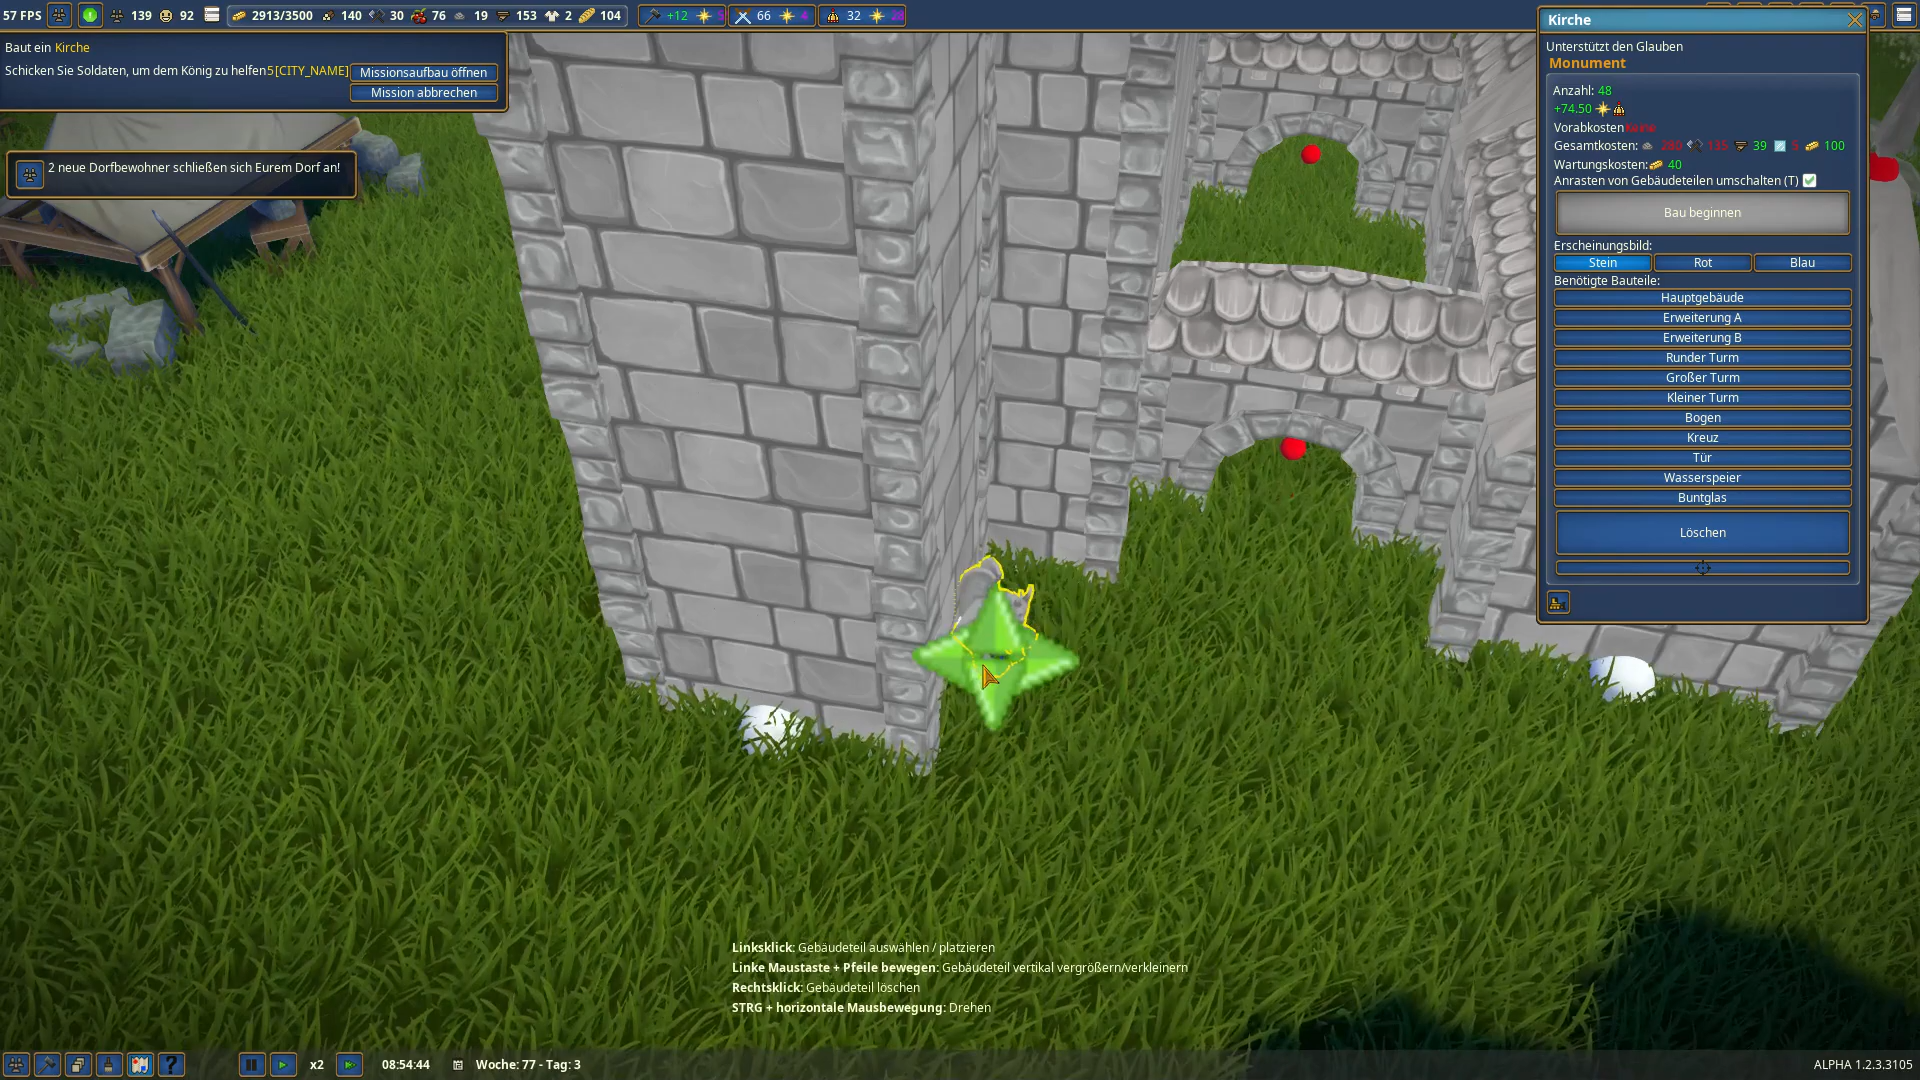 57 FPS 139 92 2913/3500 140 30 76 19 153 2 104 +12 5 66 4 32 28
Baut ein Kirche
Schicken Sie Soldaten, um dem König zu helfen5[CITY_NAME]
Missionsaufbau öffnen
Mission abbrechen
2 neue Dorfbewohner schließen sich Eurem Dorf an!
Kirche
Unterstützt den Glauben
Monument
Anzahl: 48
+74.50
VorabkostenKeine
Gesamtkosten: 280 135 39 5 100
Wartungskosten: 40
Anrasten von Gebäudeteilen umschalten (T)
Bau beginnen
Erscheinungsbild:
Stein Rot Blau
Benötigte Bauteile:
Hauptgebäude
Erweiterung A
Erweiterung B
Runder Turm
Großer Turm
Kleiner Turm
Bogen
Kreuz
Tür
Wasserspeier
Buntglas
Löschen
Linksklick: Gebäudeteil auswählen / platzieren
Linke Maustaste + Pfeile bewegen: Gebäudeteil vertikal vergrößern/verkleinern
Rechtsklick: Gebäudeteil löschen
STRG + horizontale Mausbewegung: Drehen
x2 08:54:44 Woche: 77 - Tag: 3
ALPHA 1.2.3.3105